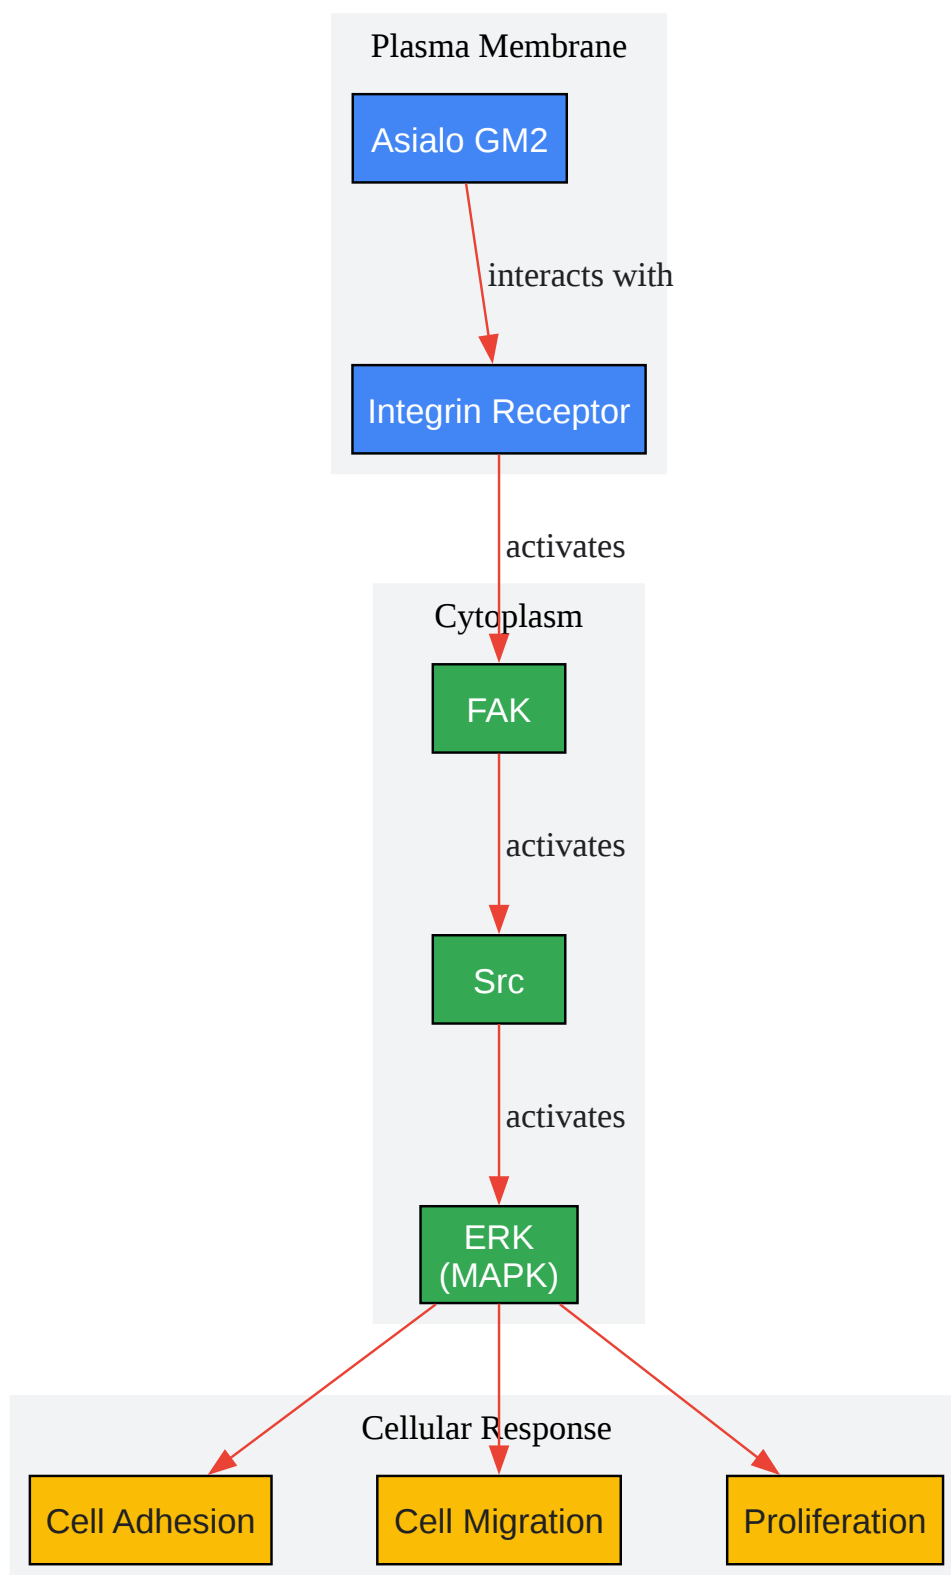 Plasma Membrane
Asialo GM2
interacts with
Integrin Receptor
activates
Cytoplasm
FAK
activates
Src
activates
ERK
(MAPK)
Cellular Response
Cell Adhesion
Cell Migration
Proliferation